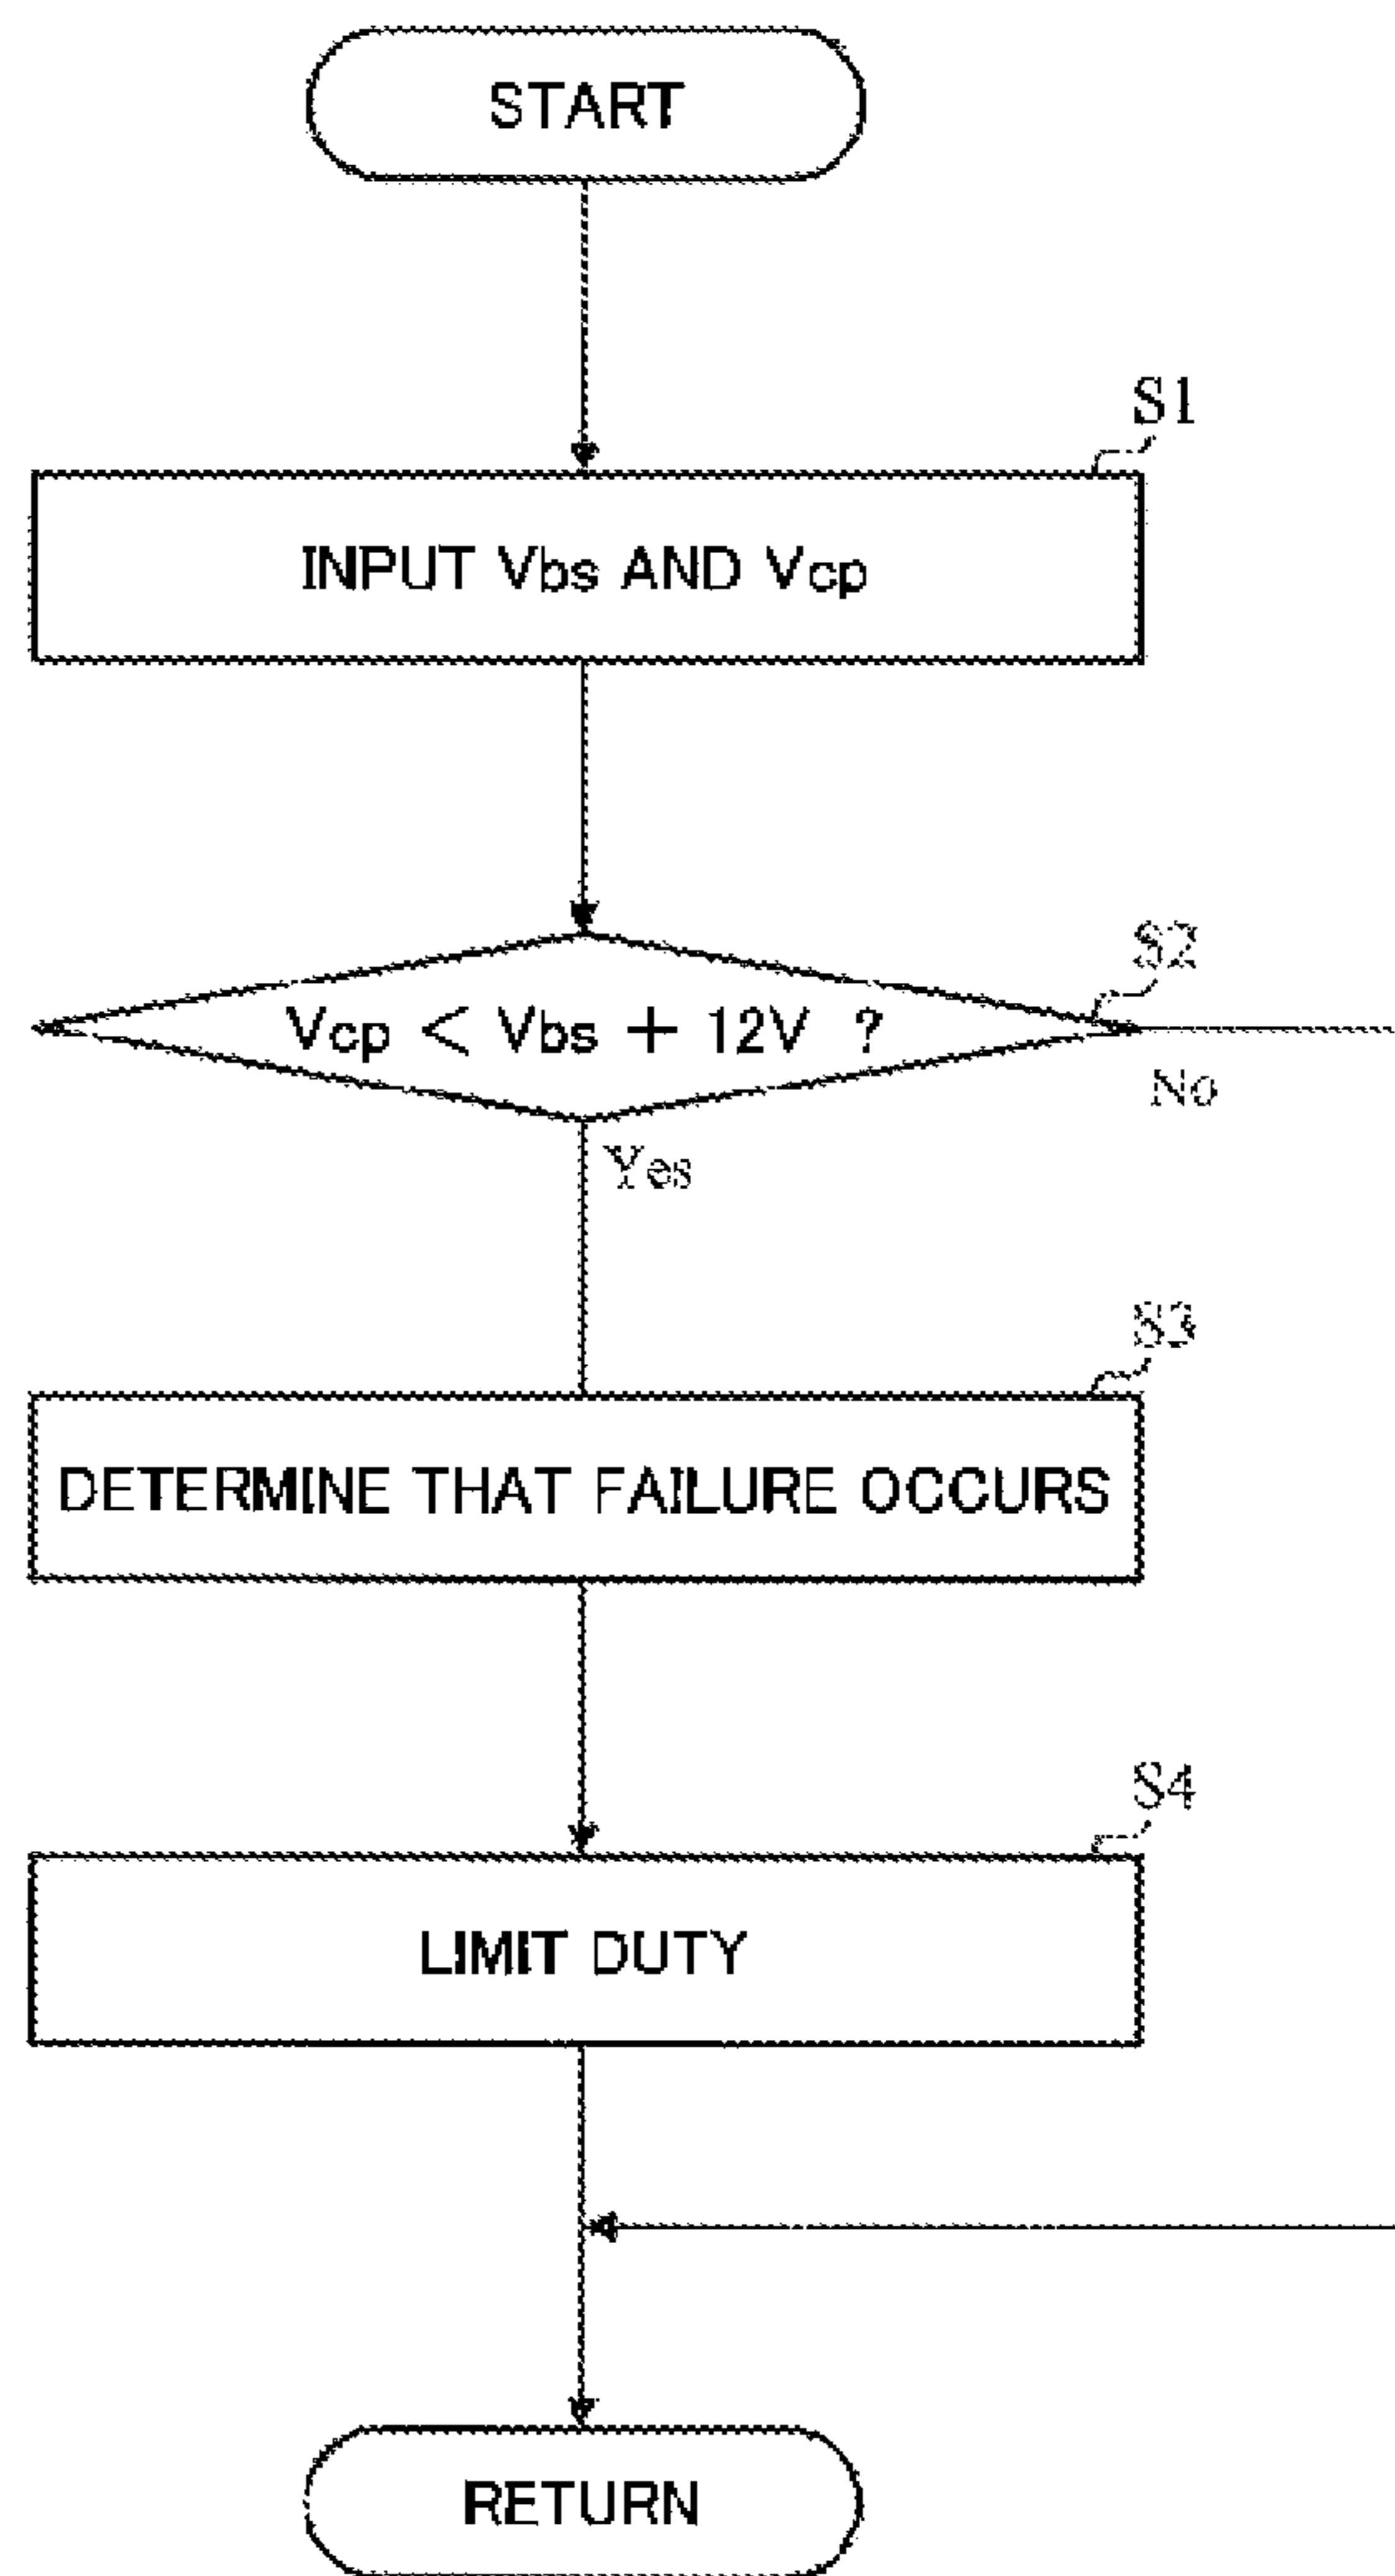 START
S1
INPUT Vbs AND Vcp
S2
Vcp < Vbs + 12V ?
No
Yes
S3
DETERMINE THAT FAILURE OCCURS
S4
LIMIT DUTY
RETURN